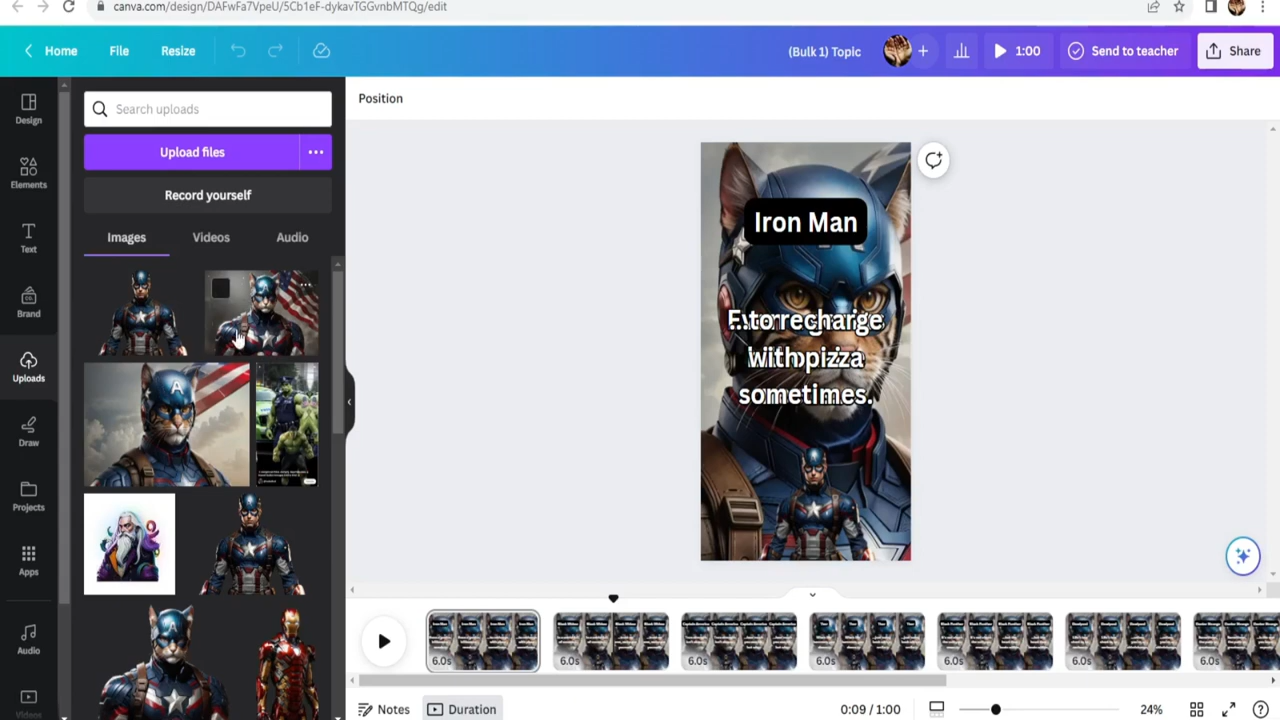 canva.com/design/DAFwFa7VpeU/5Cb1eF-dykavTGGvnbMTQg/edit
Home File Resize (Bulk 1) Topic 1:00 Send to teacher Share
Position
Search uploads
Upload files
Record yourself
Images Videos Audio
Design
Elements
Text
Brand
Uploads
Draw
Projects
Apps
Audio
Videos
Iron Man
with pizza
sometimes.
6.0s 6.0s 6.0s 6.0s 6.0s 6.0s 6.0s
Notes Duration 0:09 / 1:00 24%